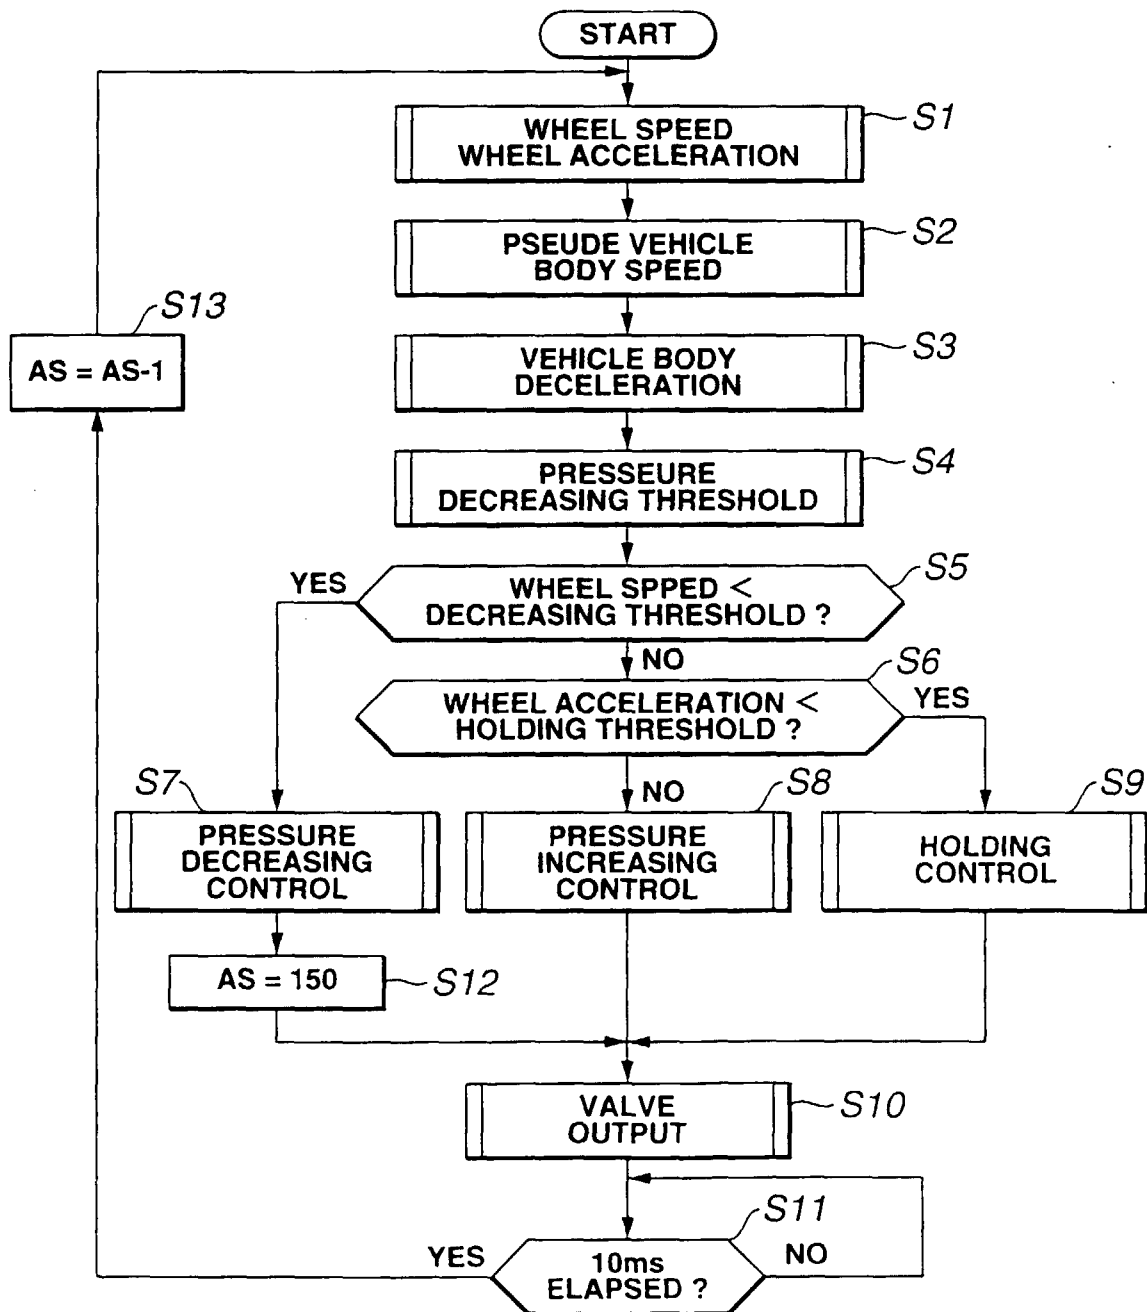 START
WHEEL SPEED
WHEEL ACCELERATION
S1
PSEUDE VEHICLE
BODY SPEED
S2
S13
AS = AS-1
VEHICLE BODY
DECELERATION
S3
PRESSEURE
DECREASING THRESHOLD
S4
YES
WHEEL SPPED <
DECREASING THRESHOLD ?
S5
NO
S6
WHEEL ACCELERATION <
HOLDING THRESHOLD ?
YES
S7
NO
S8
S9
PRESSURE
DECREASING
CONTROL
PRESSURE
INCREASING
CONTROL
HOLDING
CONTROL
AS = 150
S12
VALVE
OUTPUT
S10
S11
YES
10ms
ELAPSED ?
NO